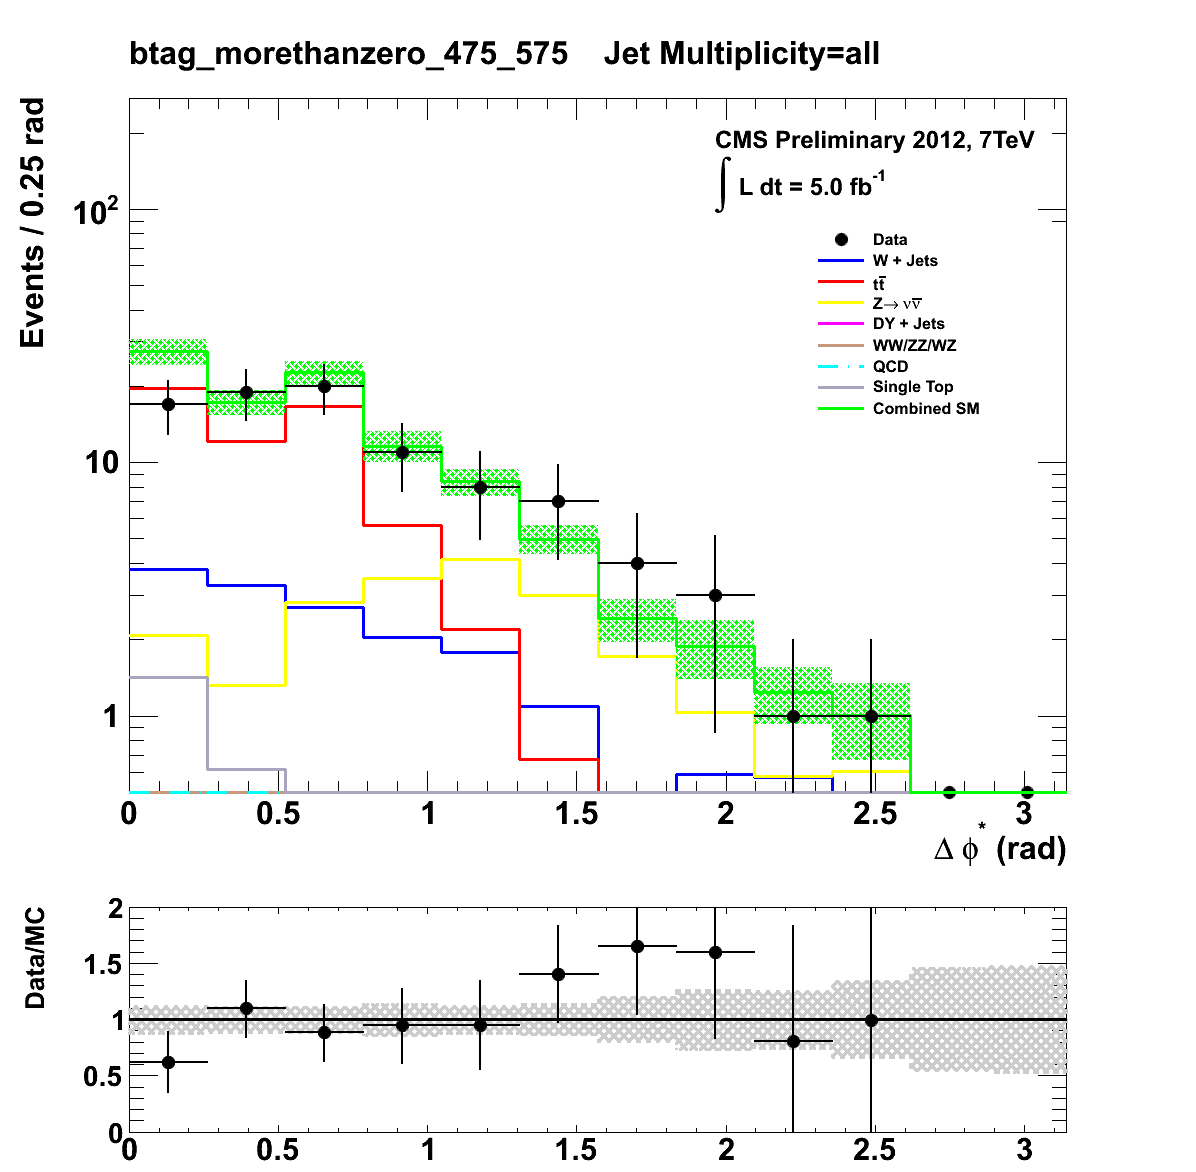 btag_morethanzero_475_575 Jet Multiplicity=all
Events / 0.25 rad
CMS Preliminary 2012, 7TeV
∫ L dt = 5.0 fb⁻¹
Data
W + Jets
tt̅
Z→ νν̅
DY + Jets
WW/ZZ/WZ
QCD
Single Top
Combined SM
10²
10
1
0 0.5 1 1.5 2 2.5 3
Δ ϕ* (rad)
Data/MC
2
1.5
1
0.5
0
0 0.5 1 1.5 2 2.5 3